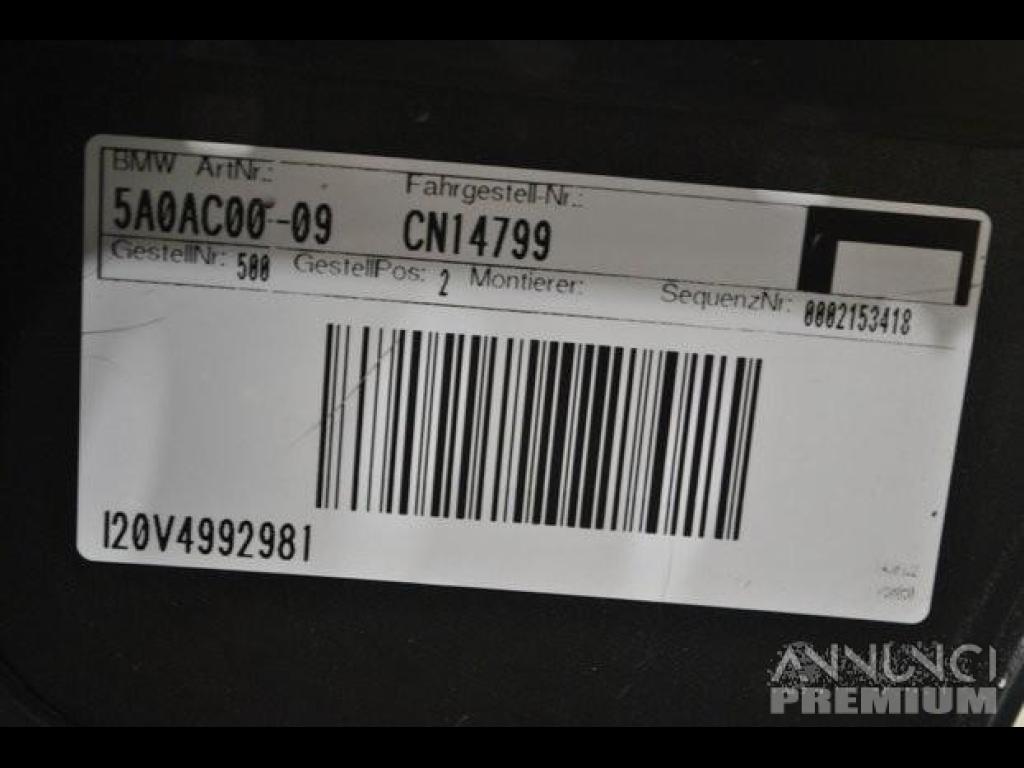 BMW ArtNr.: Fahrgestell-Nr.:
5A0AC00-09 CN14799
GestellNr: 500 GestellPos: 2 Montierer: SequenzNr: 0002153418
I20V4992981
ANNUNCI
PREMIUM